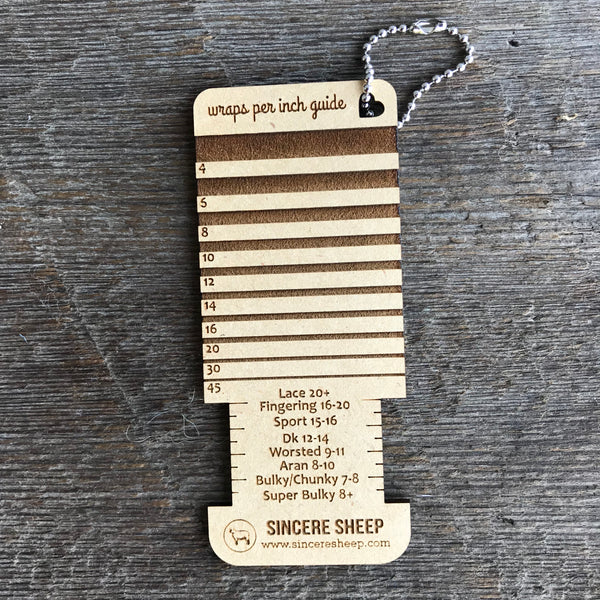 wraps per inch guide
4
6
8
10
12
14
16
20
30
45
Lace 20+
Fingering 16-20
Sport 15-16
Dk 12-14
Worsted 9-11
Aran 8-10
Bulky/Chunky 7-8
Super Bulky 8+
SINCERE SHEEP
www.sinceresheep.com